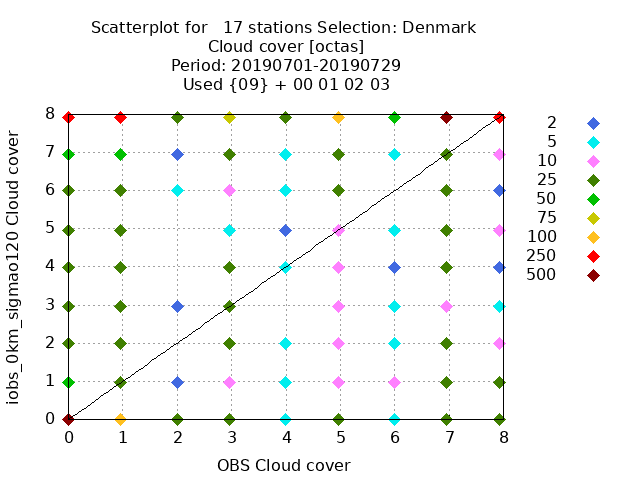 Scatterplot for   17 stations Selection: Denmark
Cloud cover [octas]
Period: 20190701-20190729
Used {09} + 00 01 02 03
iobs_0km_sigmao120 Cloud cover
8
7
6
5
4
3
2
1
0
0 1 2 3 4 5 6 7 8
OBS Cloud cover
2
5
10
25
50
75
100
250
500